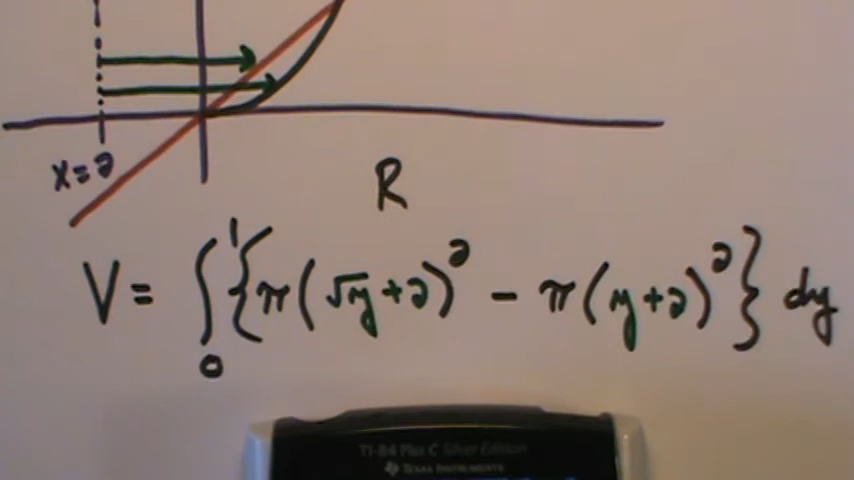 x=2
R
V = ∫₀¹ {π(√y+2)² - π(y+2)²} dy
TI-84 Plus C Silver Edition
TEXAS INSTRUMENTS